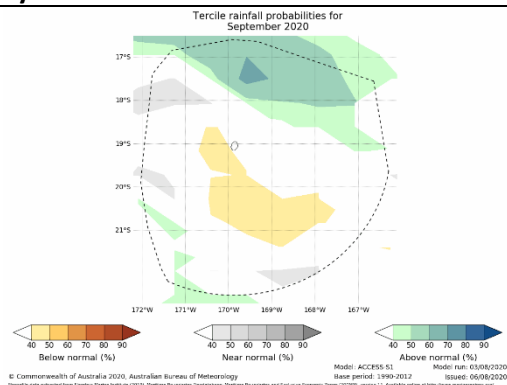 Tercile rainfall probabilities for
September 2020
17°S
18°S
19°S
20°S
21°S
172°W 171°W 170°W 169°W 168°W 167°W
40 50 60 70 80 90 40 50 60 70 80 90 40 50 60 70 80 90
Below normal (%) Near normal (%) Above normal (%)
Model: ACCESS-S1 Model run: 03/08/2020
© Commonwealth of Australia 2020, Australian Bureau of Meteorology Base period: 1990-2012 Issued: 06/08/2020